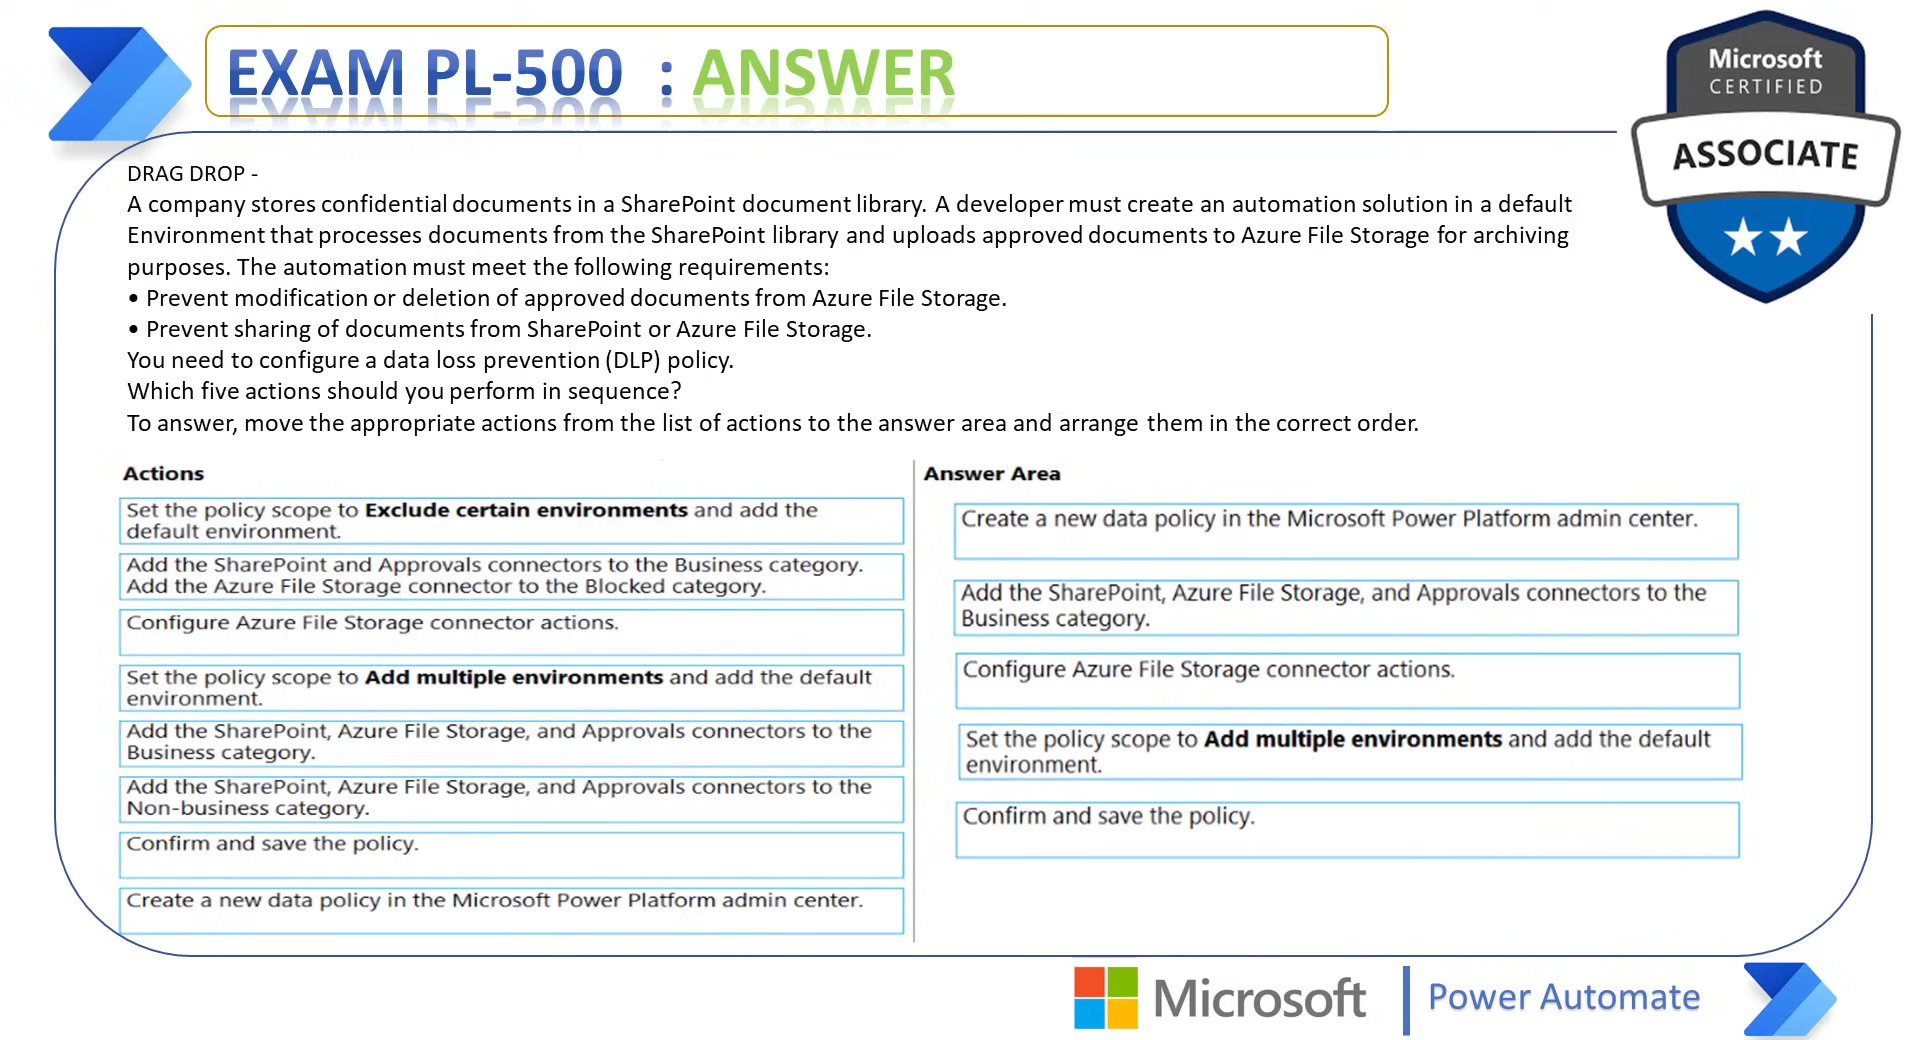 EXAM PL-500 : ANSWER
Microsoft
CERTIFIED
ASSOCIATE
DRAG DROP -
A company stores confidential documents in a SharePoint document library. A developer must create an automation solution in a default
Environment that processes documents from the SharePoint library and uploads approved documents to Azure File Storage for archiving
purposes. The automation must meet the following requirements:
• Prevent modification or deletion of approved documents from Azure File Storage.
• Prevent sharing of documents from SharePoint or Azure File Storage.
You need to configure a data loss prevention (DLP) policy.
Which five actions should you perform in sequence?
To answer, move the appropriate actions from the list of actions to the answer area and arrange them in the correct order.
Actions
Set the policy scope to Exclude certain environments and add the
default environment.
Add the SharePoint and Approvals connectors to the Business category.
Add the Azure File Storage connector to the Blocked category.
Configure Azure File Storage connector actions.
Set the policy scope to Add multiple environments and add the default
environment.
Add the SharePoint, Azure File Storage, and Approvals connectors to the
Business category.
Add the SharePoint, Azure File Storage, and Approvals connectors to the
Non-business category.
Confirm and save the policy.
Create a new data policy in the Microsoft Power Platform admin center.
Answer Area
Create a new data policy in the Microsoft Power Platform admin center.
Add the SharePoint, Azure File Storage, and Approvals connectors to the
Business category.
Configure Azure File Storage connector actions.
Set the policy scope to Add multiple environments and add the default
environment.
Confirm and save the policy.
Microsoft
Power Automate